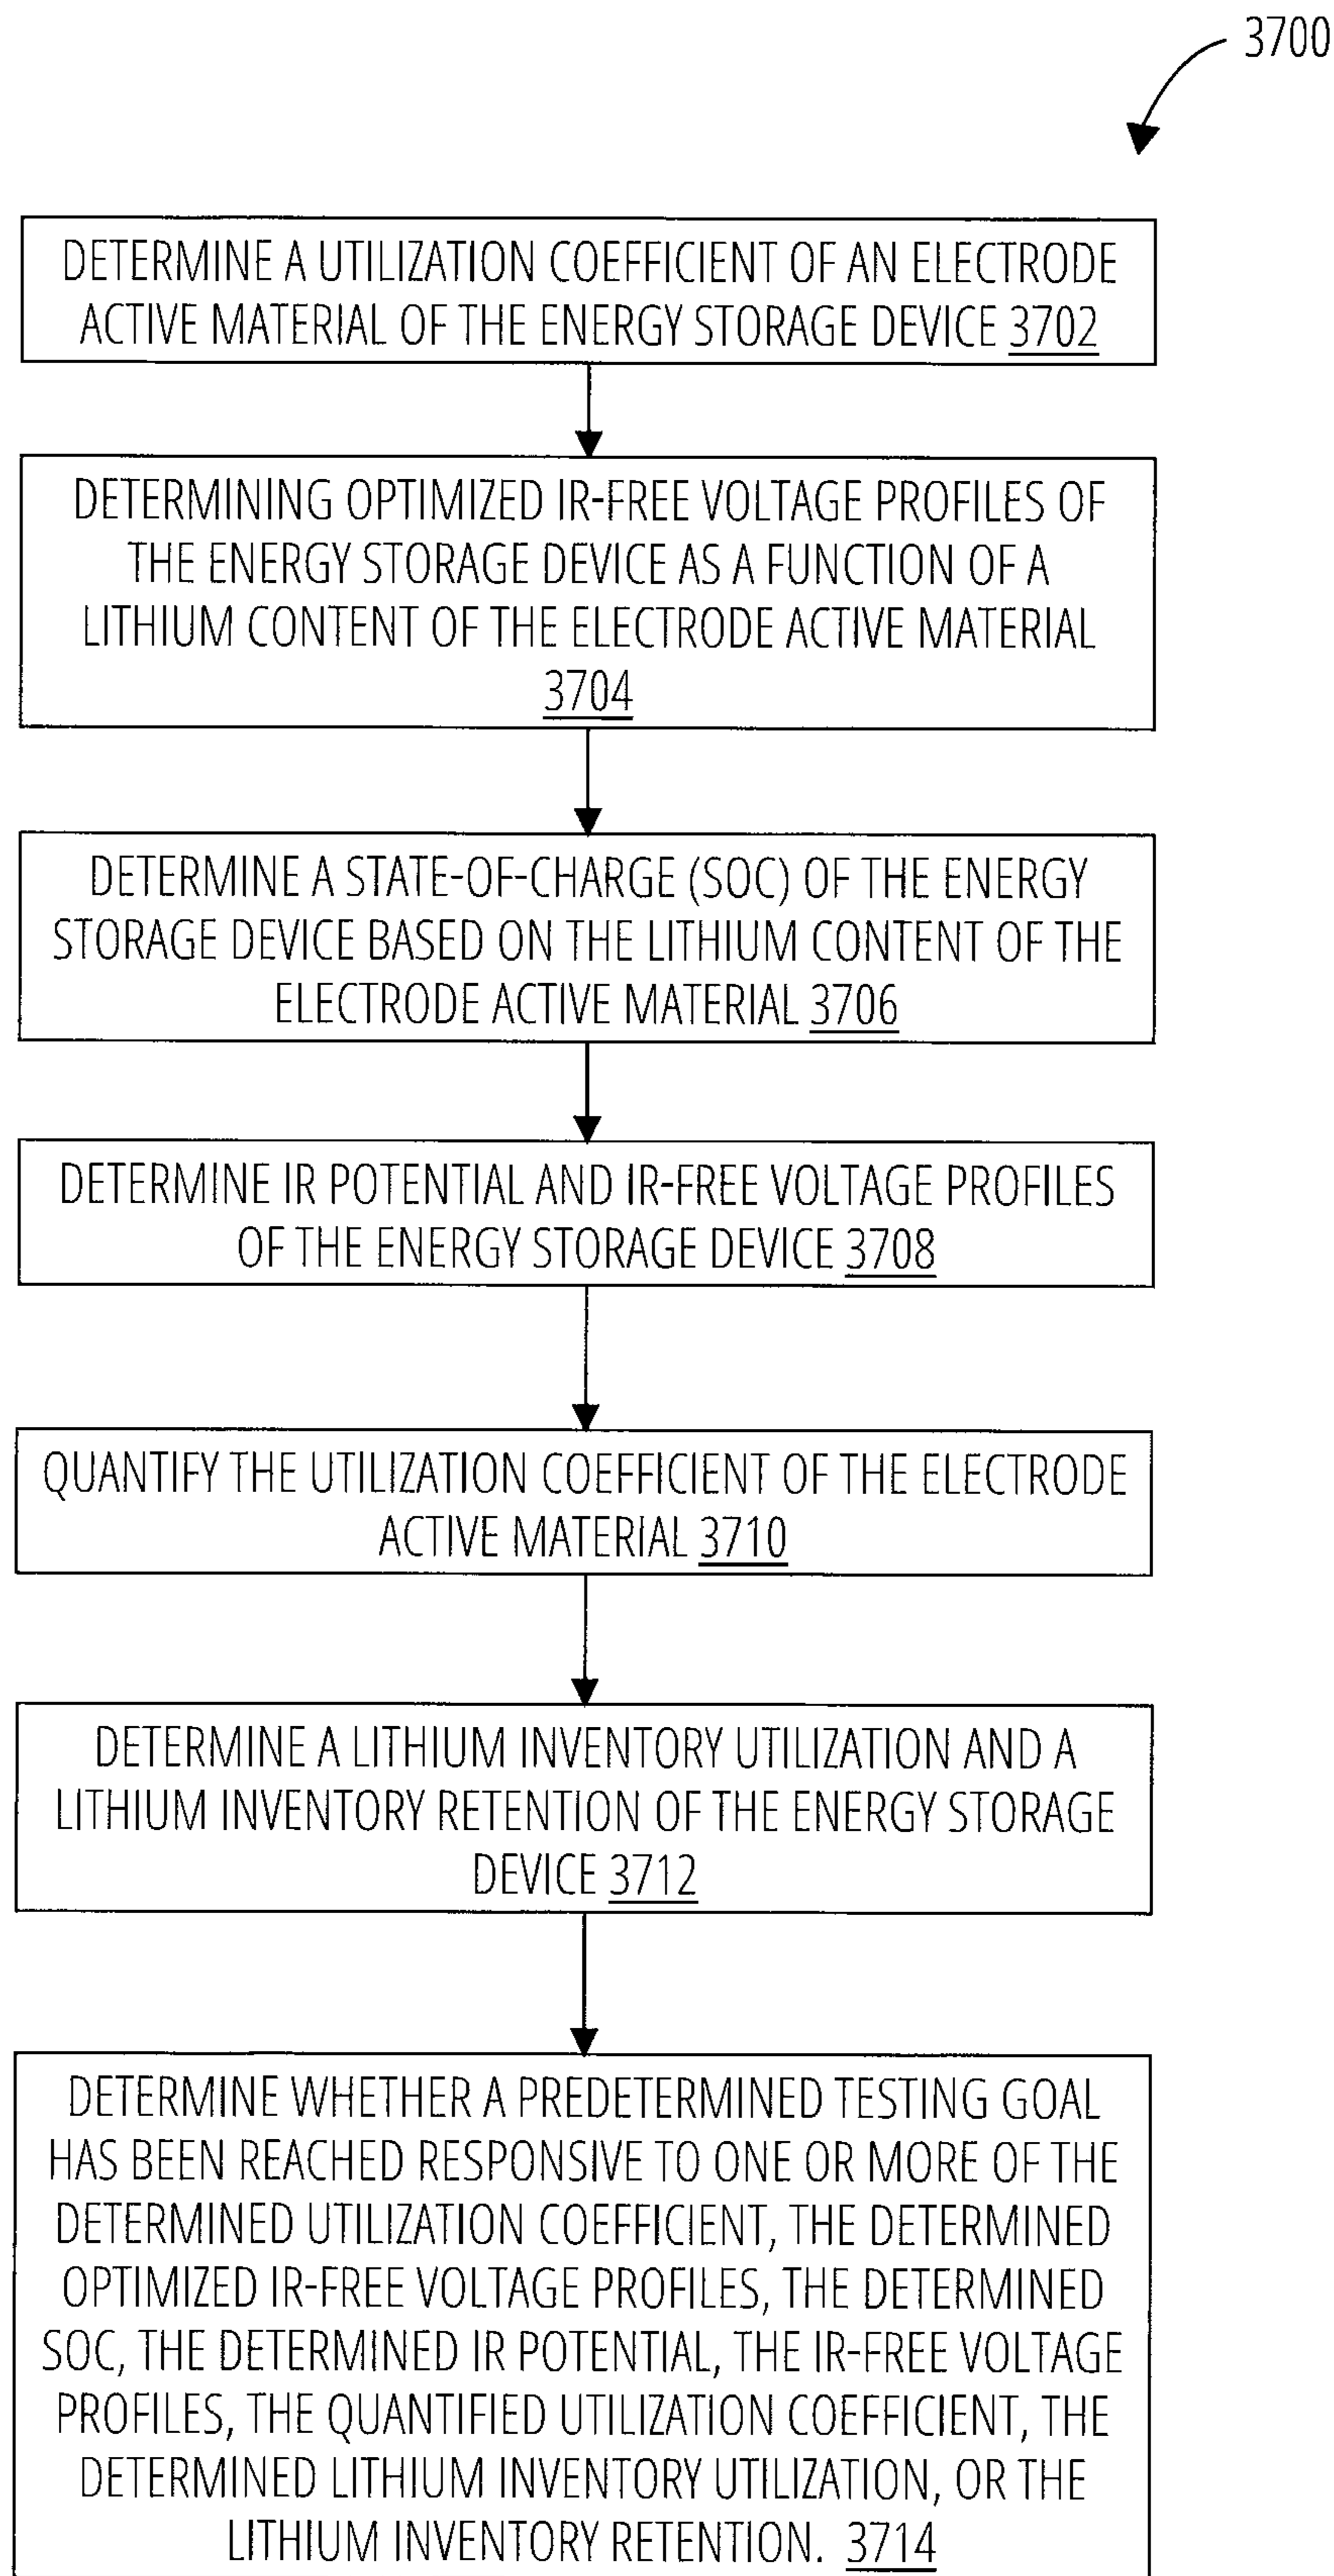 3700
DETERMINE A UTILIZATION COEFFICIENT OF AN ELECTRODE
ACTIVE MATERIAL OF THE ENERGY STORAGE DEVICE 3702
DETERMINING OPTIMIZED IR-FREE VOLTAGE PROFILES OF
THE ENERGY STORAGE DEVICE AS A FUNCTION OF A
LITHIUM CONTENT OF THE ELECTRODE ACTIVE MATERIAL
3704
DETERMINE A STATE-OF-CHARGE (SOC) OF THE ENERGY
STORAGE DEVICE BASED ON THE LITHIUM CONTENT OF THE
ELECTRODE ACTIVE MATERIAL 3706
DETERMINE IR POTENTIAL AND IR-FREE VOLTAGE PROFILES
OF THE ENERGY STORAGE DEVICE 3708
QUANTIFY THE UTILIZATION COEFFICIENT OF THE ELECTRODE
ACTIVE MATERIAL 3710
DETERMINE A LITHIUM INVENTORY UTILIZATION AND A
LITHIUM INVENTORY RETENTION OF THE ENERGY STORAGE
DEVICE 3712
DETERMINE WHETHER A PREDETERMINED TESTING GOAL
HAS BEEN REACHED RESPONSIVE TO ONE OR MORE OF THE
DETERMINED UTILIZATION COEFFICIENT, THE DETERMINED
OPTIMIZED IR-FREE VOLTAGE PROFILES, THE DETERMINED
SOC, THE DETERMINED IR POTENTIAL, THE IR-FREE VOLTAGE
PROFILES, THE QUANTIFIED UTILIZATION COEFFICIENT, THE
DETERMINED LITHIUM INVENTORY UTILIZATION, OR THE
LITHIUM INVENTORY RETENTION. 3714